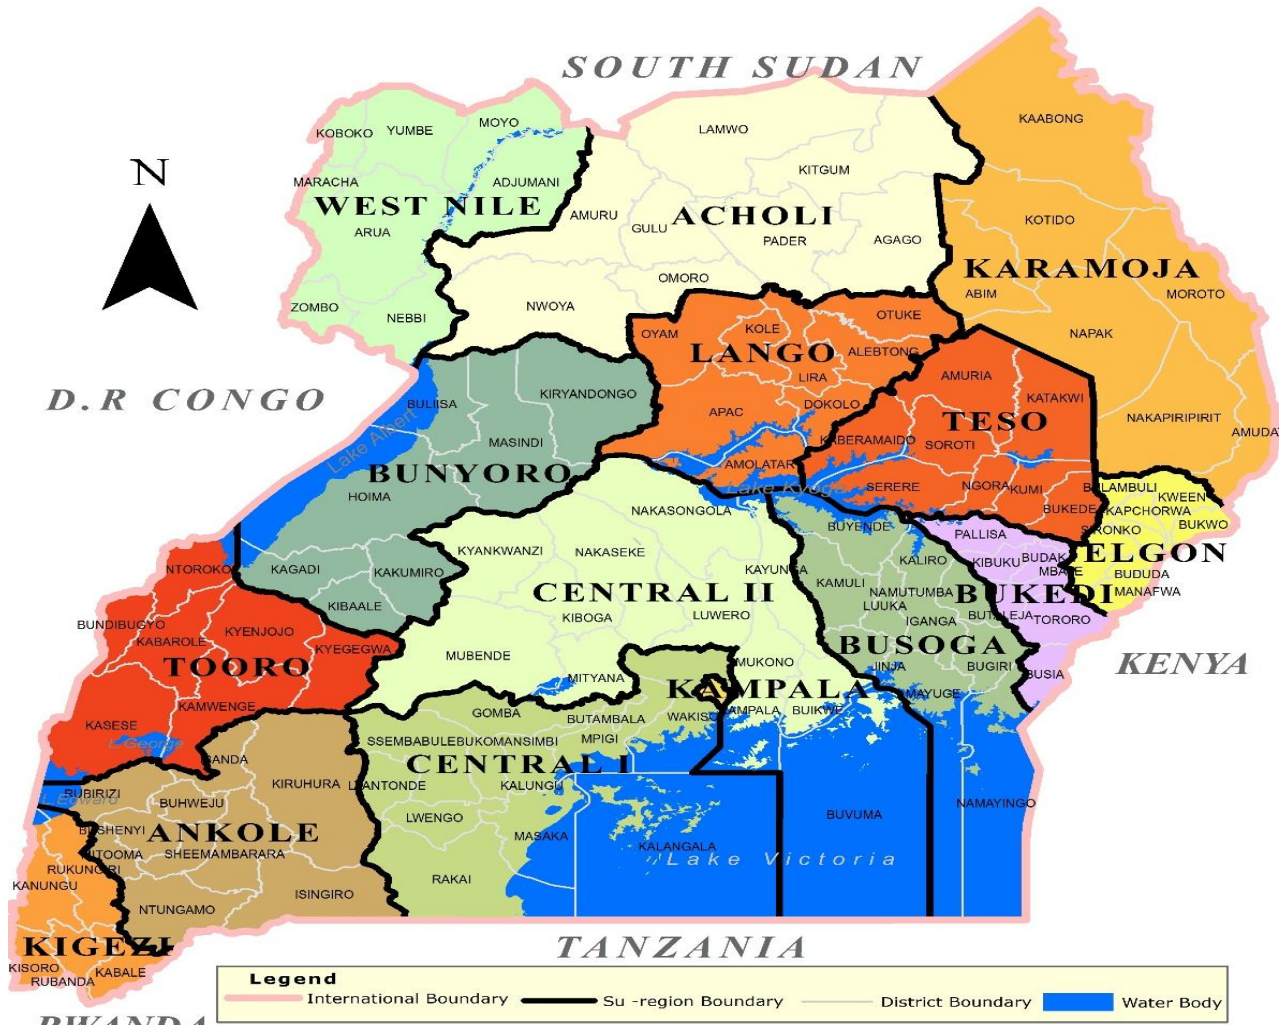 SOUTH SUDAN
KAABONG
MOYO
KOBOKO
YUMBE
LAMWO
N
KITGUM
MARACHA
ADJUMANI
WEST NILE
AMURU
ACHOLI
KOTIDO
ARUA
GULU
PADER
AGAGO
KARAMOJA
OMORO
ABIM
MOROTO
ZOMBO
NEBBI
NWOYA
OTUKE
OYAM
KOLE
NAPAK
LANGO
ALEBTONG
D.R CONGO
LIRA
AMURIA
KIRYANDONGO
KATAKWI
BULIISA
APAC
DOKOLO
TESO
NAKAPIRIPIRIT
Lake Albert
MASINDI
KABERAMAIDO
SOROTI
AMUDAT
BUNYORO
AMOLATAR
HOIMA
Lake Kyoga
SERERE
NGORA
KUMI
BULAMBULI
KWEEN
NAKASONGOLA
BUKEDE
KAPCHORWA
BUYENDE
SIRONKO
BUKWO
PALLISA
KYANKWANZI
NAKASEKE
ELGON
NTOROKO
KAGADI
KAKUMIRO
KAYUNGA
KALIRO
KIBUKU
BUDAK
MBALE
BUDUDA
KAMULI
NAMUTUMBA
BUKEDI
MANAFWA
CENTRAL II
KIBAALE
LUUKA
BUNDIBUGYO
KYENJOJO
KIBOGA
LUWERO
IGANGA
BUTALEJA
TORORO
KABAROLE
KYEGEGWA
BUSOGA
TOORO
MUBENDE
MUKONO
JINJA
BUGIRI
KENYA
MITYANA
BUSIA
KAMPALA
MAYUGE
KAMWENGE
GOMBA
BUTAMBALA
WAKISO
KAMPALA
BUIKWE
KASESE
SSEMBABULE
BUKOMANSIMBI
MPIGI
L.George
IBANDA
CENTRAL I
KIRUHURA
LYANTONDE
KALUNGU
RUBIRIZI
L.Edward
BUHWEJU
NAMAYINGO
LWENGO
BUVUMA
BUSHENYI
ANKOLE
MASAKA
KALANGALA
MITOOMA
SHEEMA
MBARARA
Lake Victoria
RUKUNGIRI
KANUNGU
RAKAI
ISINGIRO
NTUNGAMO
KIGEZI
TANZANIA
KISORO
KABALE
RUBANDA
Legend
International Boundary
Su -region Boundary
District Boundary
Water Body
RWANDA